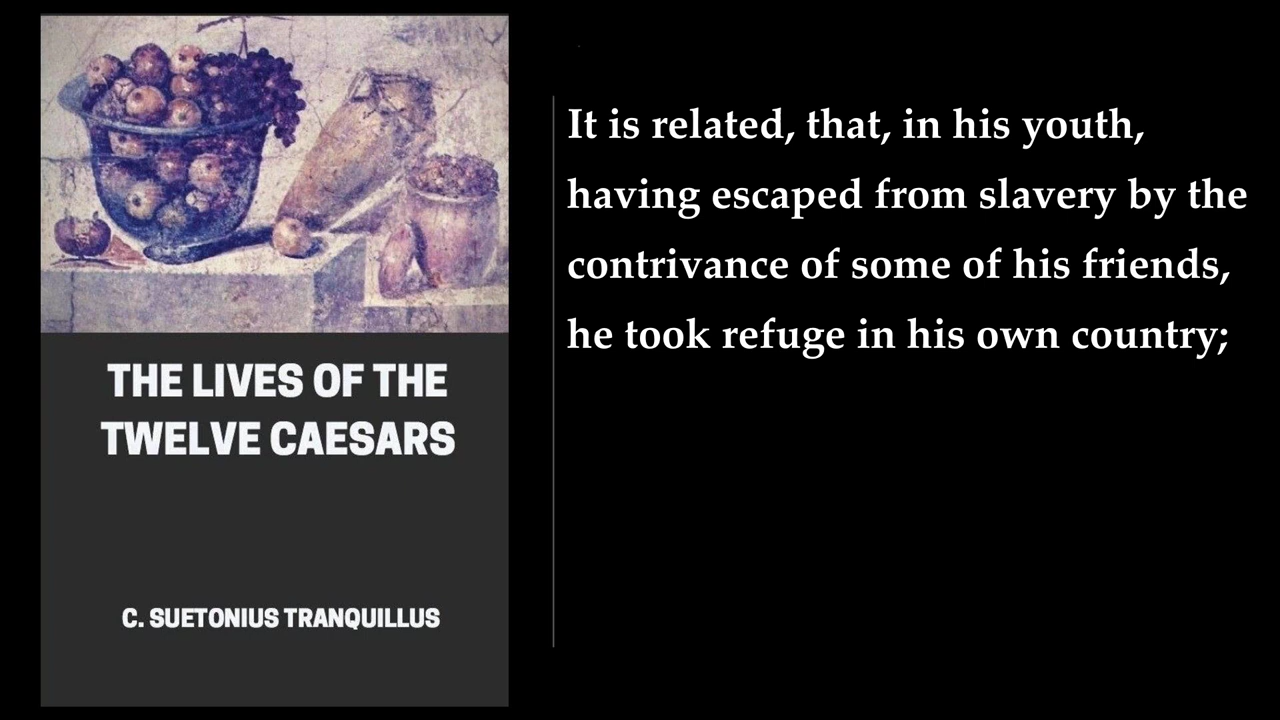 THE LIVES OF THE
TWELVE CAESARS
C. SUETONIUS TRANQUILLUS
It is related, that, in his youth,
having escaped from slavery by the
contrivance of some of his friends,
he took refuge in his own country;